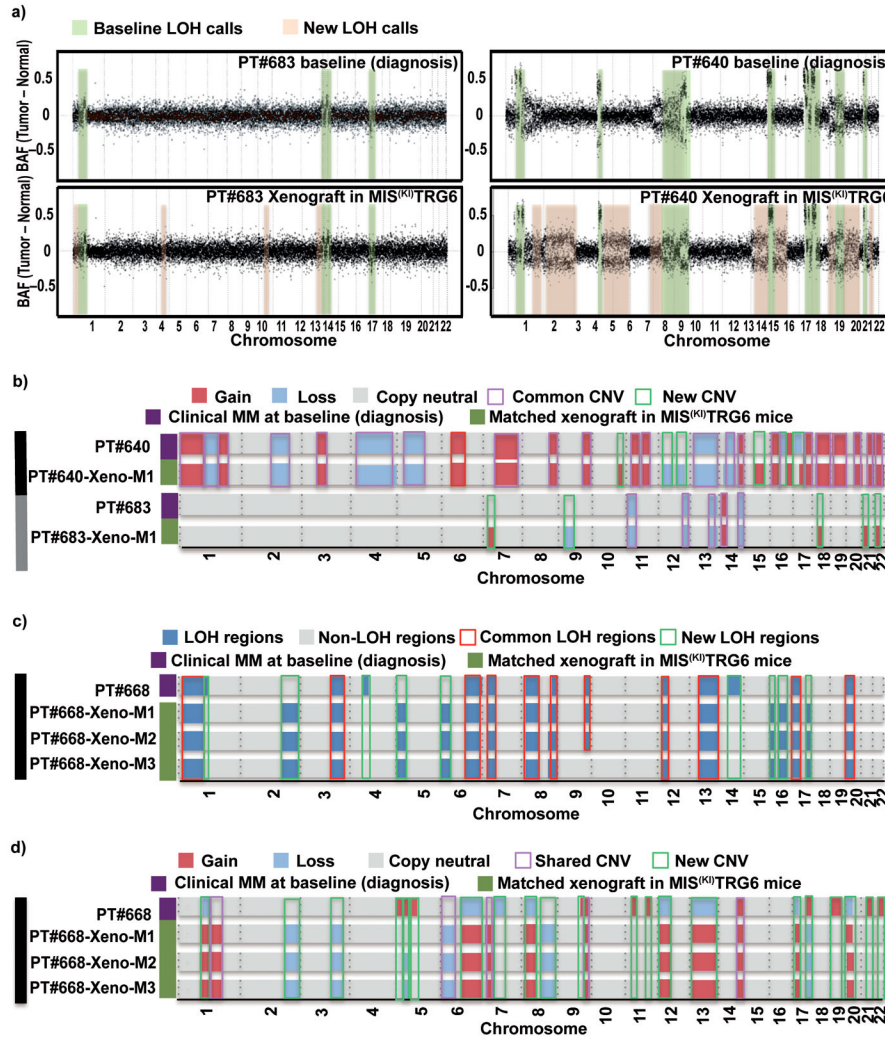 a)
Baseline LOH calls New LOH calls
PT#683 baseline (diagnosis) PT#640 baseline (diagnosis)
BAF (Tumor – Normal) 0.5 0 –0.5
BAF (Tumor – Normal) 0.5 0 -0.5
PT#683 Xenograft in MIS(KI)TRG6 PT#640 Xenograft in MIS(KI)TRG6
BAF (Tumor – Normal) 0.5 0 –0.5
BAF (Tumor – Normal) 0.5 0 -0.5
1 2 3 4 5 6 7 8 9 10 12 13 14 15 17 18 19 20 21 22
1 2 3 4 5 6 7 8 9 10 12 14 15 16 17 18 19 20 21 22
Chromosome Chromosome
b)
Gain Loss Copy neutral Common CNV New CNV
Clinical MM at baseline (diagnosis) Matched xenograft in MIS(KI)TRG6 mice
PT#640
PT#640-Xeno-M1
PT#683
PT#683-Xeno-M1
1 2 3 4 5 6 7 8 9 10 11 12 13 14 15 16 17 18 19 20 21 22
Chromosome
c)
LOH regions Non-LOH regions Common LOH regions New LOH regions
Clinical MM at baseline (diagnosis) Matched xenograft in MIS(KI)TRG6 mice
PT#668
PT#668-Xeno-M1
PT#668-Xeno-M2
PT#668-Xeno-M3
1 2 3 4 5 6 7 8 9 10 11 12 13 14 15 16 17 18 19 20 21 22
Chromosome
d)
Gain Loss Copy neutral Shared CNV New CNV
Clinical MM at baseline (diagnosis) Matched xenograft in MIS(KI)TRG6 mice
PT#668
PT#668-Xeno-M1
PT#668-Xeno-M2
PT#668-Xeno-M3
1 2 3 4 5 6 7 8 9 10 11 12 13 14 15 16 17 18 19 20 21 22
Chromosome